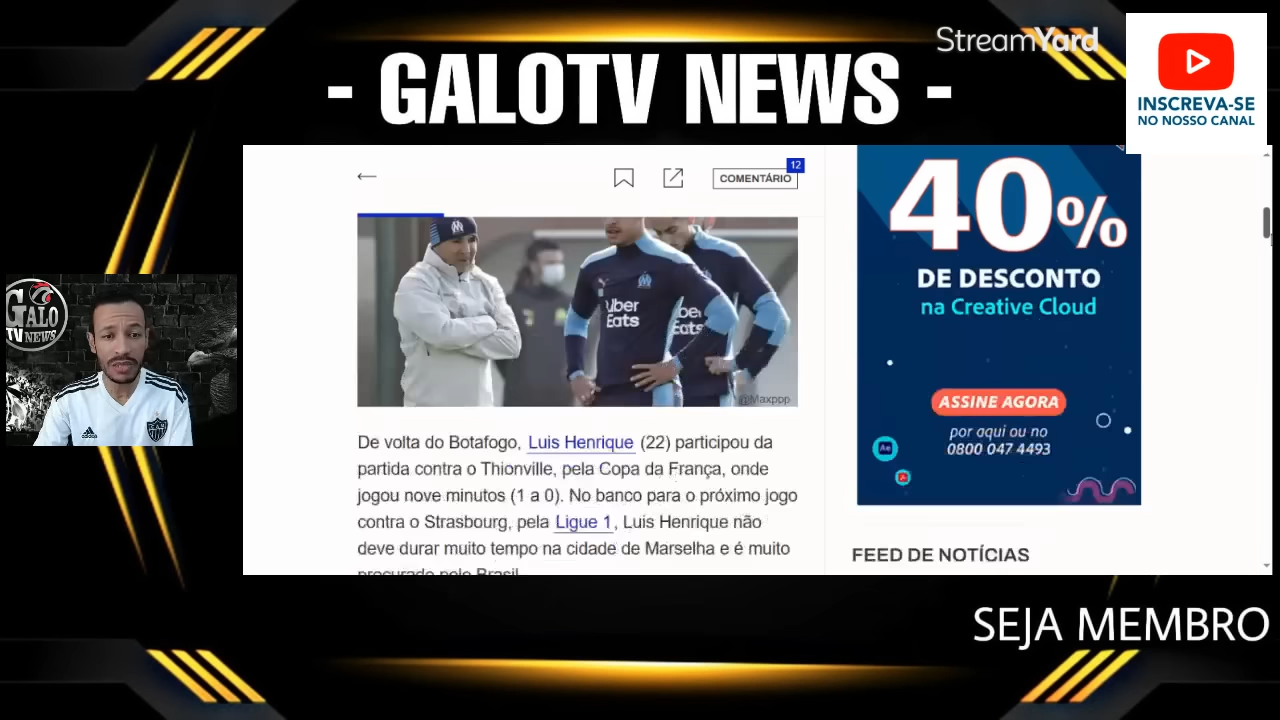 StreamYard
- GALOTV NEWS -
INSCREVA-SE
NO NOSSO CANAL
12
COMENTÁRIO
Uber
Eats
Uber
Eats
@Maxppp
De volta do Botafogo, Luis Henrique (22) participou da
partida contra o Thionville, pela Copa da França, onde
jogou nove minutos (1 a 0). No banco para o próximo jogo
contra o Strasbourg, pela Ligue 1, Luis Henrique não
deve durar muito tempo na cidade de Marselha e é muito
procurado pelo Brasil
40%
DE DESCONTO
na Creative Cloud
ASSINE AGORA
por aqui ou no
0800 047 4493
Ae
FEED DE NOTÍCIAS
GALO
TV NEWS
SEJA MEMBRO